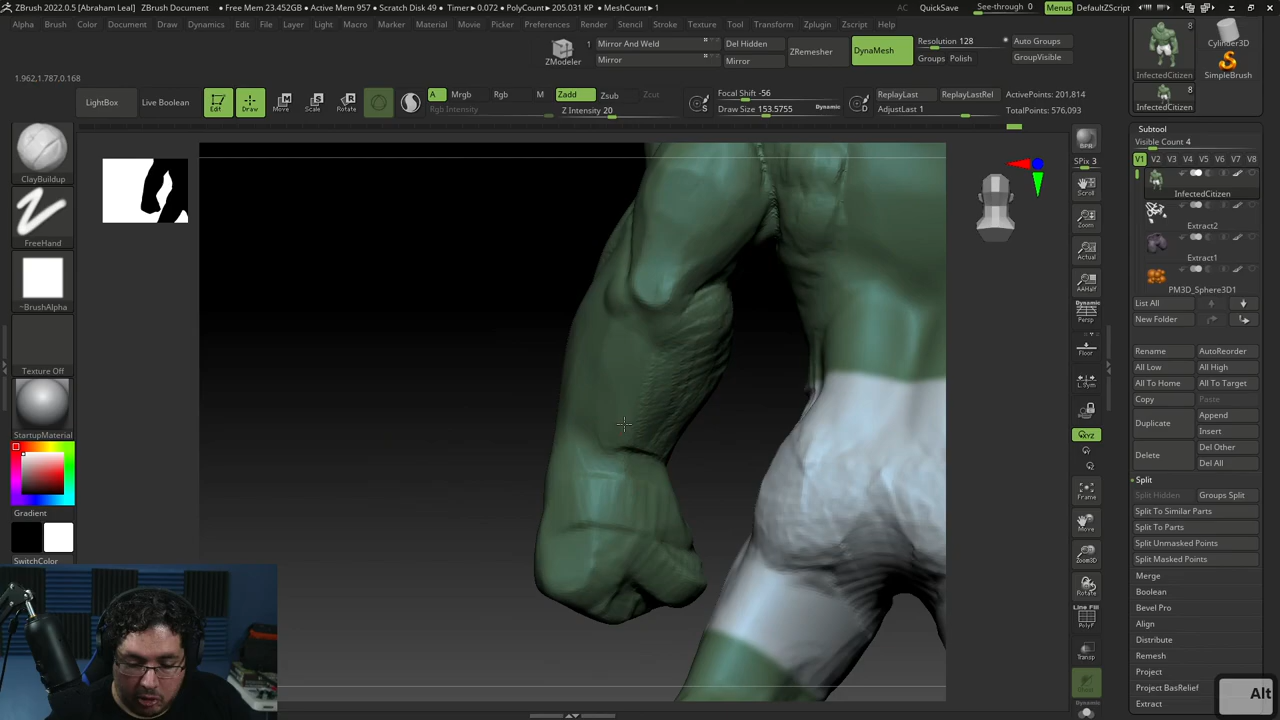 ZBrush 2022.0.5 [Abraham Leal]   ZBrush Document   • Free Mem 23.452GB • Active Mem 957 • Scratch Disk 49 • Timer▸0.072 • PolyCount▸205.031 KP • MeshCount▸1   AC   QuickSave   See-through 0   Menus   DefaultZScript
Alpha Brush Color Document Draw Dynamics Edit File Layer Light Macro Marker Material Movie Picker Preferences Render Stencil Stroke Texture Tool Transform Zplugin Zscript Help
1 Mirror And Weld Del Hidden ZRemesher DynaMesh Resolution 128 Auto Groups
ZModeler Mirror Mirror Groups Polish GroupVisible
1.962,1.787,0.168
LightBox Live Boolean Edit Draw Move Scale Rotate A Mrgb Rgb M Zadd Zsub Zcut Focal Shift -56 ReplayLast ReplayLastRel ActivePoints: 201,814
Rgb Intensity Z Intensity 20 Draw Size 153.5755 Dynamic S D AdjustLast 1 TotalPoints: 576,093
ClayBuildup
FreeHand
~BrushAlpha
Texture Off
StartupMaterial
Gradient
SwitchColor
BPR
SPix 3
Scroll
Zoom
Actual
AAHalf
Dynamic
Persp
Floor
L.Sym
XYZ
Frame
Move
Zoom3D
Rotate
Line Fill
PolyF
Transp
Dynamic
8
InfectedCitizen
Cylinder3D
SimpleBrush
8
InfectedCitizen
Subtool
Visible Count 4
V1 V2 V3 V4 V5 V6 V7 V8
InfectedCitizen
Extract2
Extract1
PM3D_Sphere3D1
List All
New Folder
Rename AutoReorder
All Low All High
All To Home All To Target
Copy Paste
Duplicate Append
Insert
Delete Del Other
Del All
Split
Split Hidden Groups Split
Split To Similar Parts
Split To Parts
Split Unmasked Points
Split Masked Points
Merge
Boolean
Bevel Pro
Align
Distribute
Remesh
Project
Project BasRelief
Extract
Alt